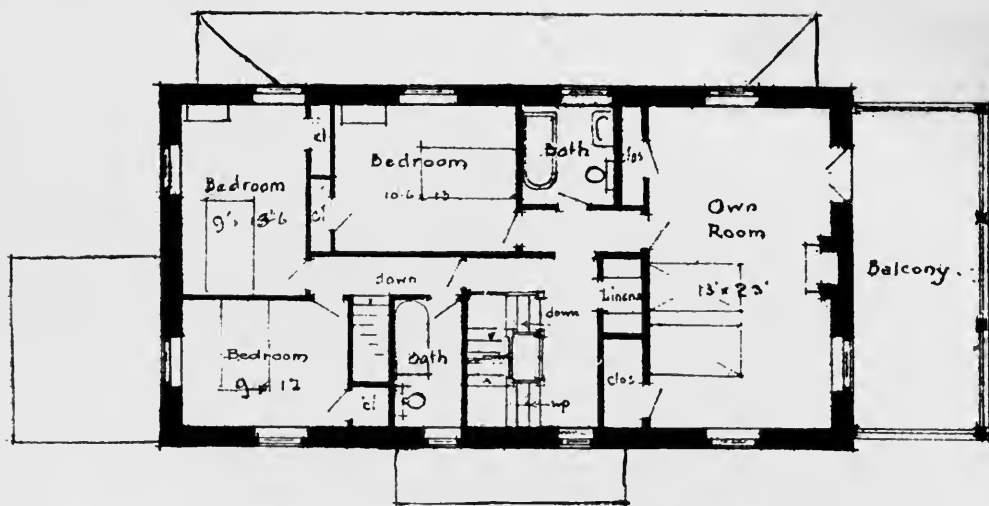 Bedroom
9' x 13'6
cl
cl
Bedroom
10'6 x 13
Bath
clos
Own
Room
13' x 23'
Balcony.
down
Linens
down
Bedroom
9 x 12
cl
Bath
up
clos